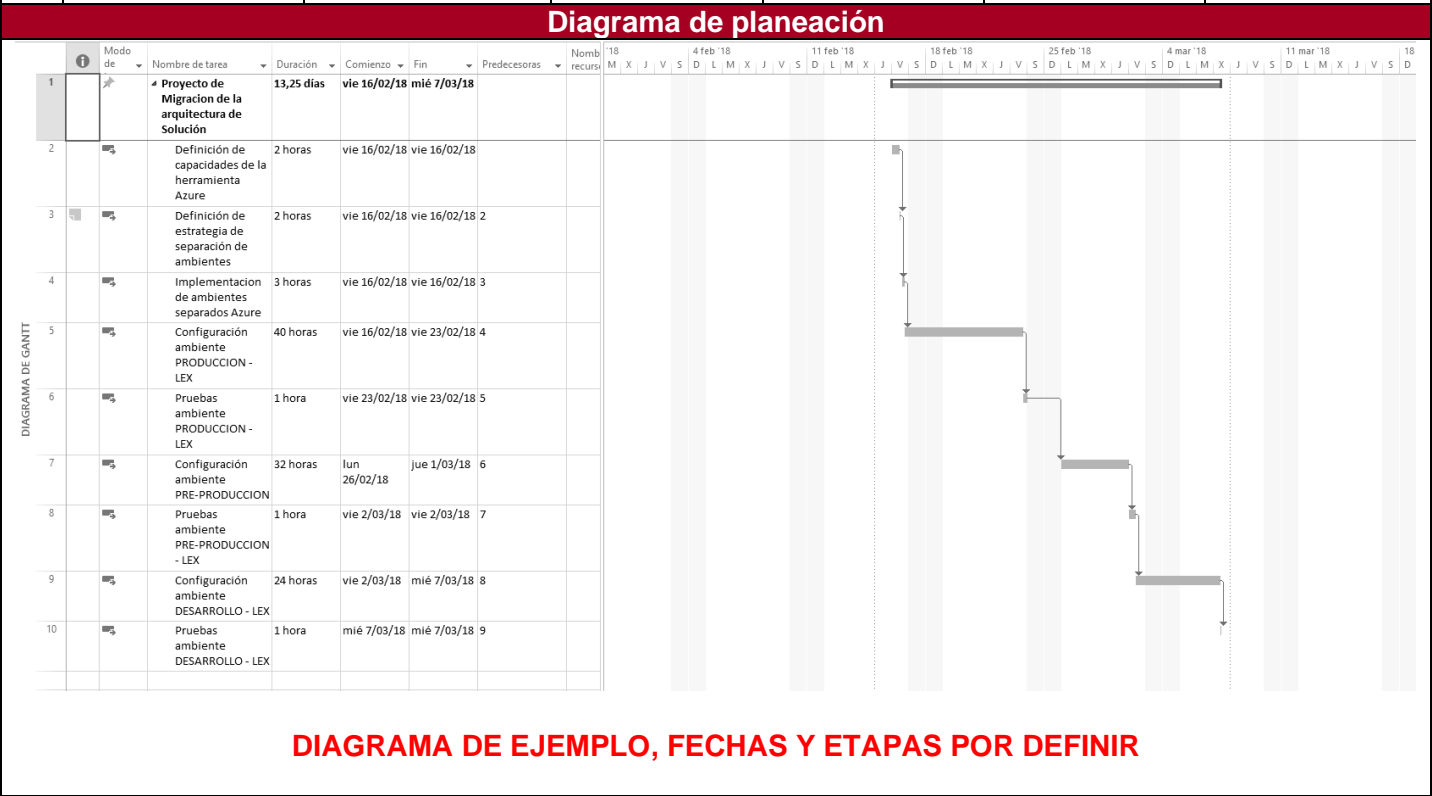 Diagrama de planeación
Modo de
Nombre de tarea
Duración
Comienzo
Fin
Predecesoras
Nomb
recurso
'18
4 feb '18
11 feb '18
18 feb '18
25 feb '18
4 mar '18
11 mar '18
18
M X J V S D L M X J V S D L M X J V S D L M X J V S D L M X J V S D L M X J V S D L M X J V S D
DIAGRAMA DE GANTT
1
Proyecto de
Migracion de la
arquitectura de
Solución
13,25 días
vie 16/02/18
mié 7/03/18
2
Definición de
capacidades de la
herramienta
Azure
2 horas
vie 16/02/18
vie 16/02/18
3
Definición de
estrategia de
separación de
ambientes
2 horas
vie 16/02/18
vie 16/02/18
2
4
Implementacion
de ambientes
separados Azure
3 horas
vie 16/02/18
vie 16/02/18
3
5
Configuración
ambiente
PRODUCCION -
LEX
40 horas
vie 16/02/18
vie 23/02/18
4
6
Pruebas
ambiente
PRODUCCION -
LEX
1 hora
vie 23/02/18
vie 23/02/18
5
7
Configuración
ambiente
PRE-PRODUCCION
32 horas
lun
26/02/18
jue 1/03/18
6
8
Pruebas
ambiente
PRE-PRODUCCION
- LEX
1 hora
vie 2/03/18
vie 2/03/18
7
9
Configuración
ambiente
DESARROLLO - LEX
24 horas
vie 2/03/18
mié 7/03/18
8
10
Pruebas
ambiente
DESARROLLO - LEX
1 hora
mié 7/03/18
mié 7/03/18
9
DIAGRAMA DE EJEMPLO, FECHAS Y ETAPAS POR DEFINIR